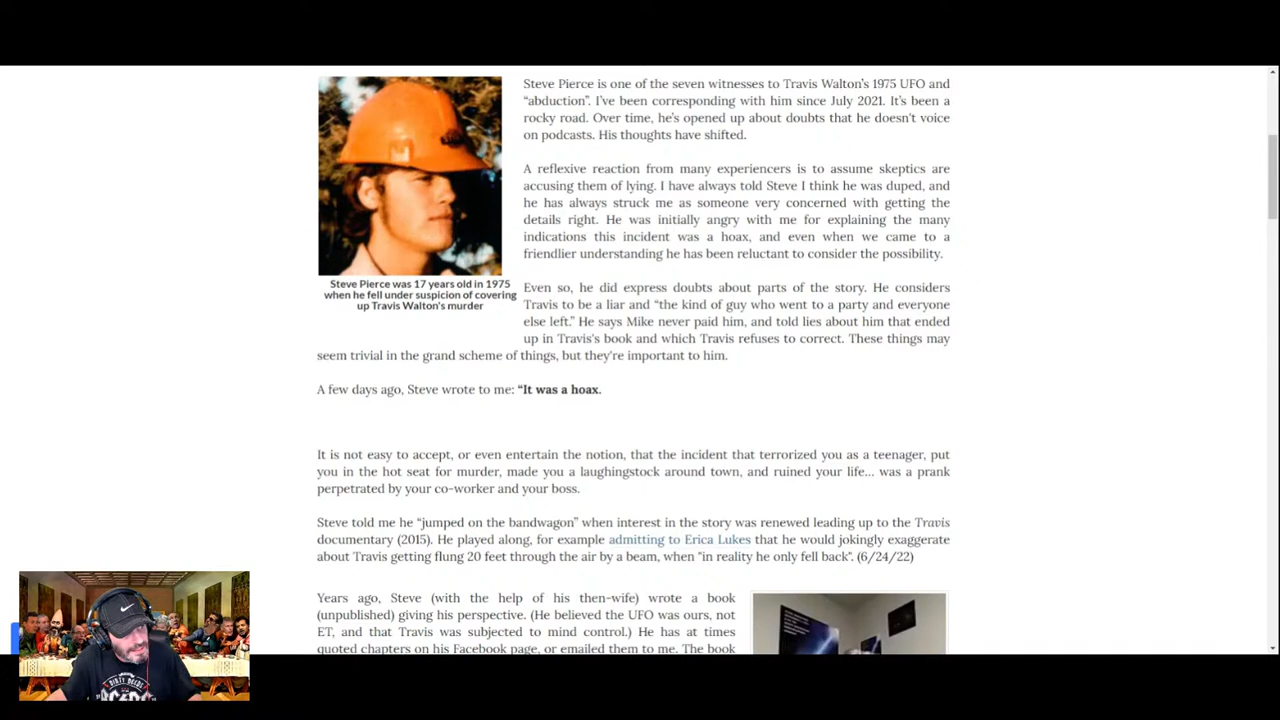 Steve Pierce is one of the seven witnesses to Travis Walton's 1975 UFO and
“abduction”. I've been corresponding with him since July 2021. It's been a
rocky road. Over time, he's opened up about doubts that he doesn't voice
on podcasts. His thoughts have shifted.
A reflexive reaction from many experiencers is to assume skeptics are
accusing them of lying. I have always told Steve I think he was duped, and
he has always struck me as someone very concerned with getting the
details right. He was initially angry with me for explaining the many
indications this incident was a hoax, and even when we came to a
friendlier understanding he has been reluctant to consider the possibility.
Steve Pierce was 17 years old in 1975
when he fell under suspicion of covering
up Travis Walton's murder
Even so, he did express doubts about parts of the story. He considers
Travis to be a liar and “the kind of guy who went to a party and everyone
else left.” He says Mike never paid him, and told lies about him that ended
up in Travis's book and which Travis refuses to correct. These things may
seem trivial in the grand scheme of things, but they're important to him.
A few days ago, Steve wrote to me: “It was a hoax.
It is not easy to accept, or even entertain the notion, that the incident that terrorized you as a teenager, put
you in the hot seat for murder, made you a laughingstock around town, and ruined your life... was a prank
perpetrated by your co-worker and your boss.
Steve told me he “jumped on the bandwagon” when interest in the story was renewed leading up to the Travis
documentary (2015). He played along, for example admitting to Erica Lukes that he would jokingly exaggerate
about Travis getting flung 20 feet through the air by a beam, when "in reality he only fell back". (6/24/22)
Years ago, Steve (with the help of his then-wife) wrote a book
(unpublished) giving his perspective. (He believed the UFO was ours, not
ET, and that Travis was subjected to mind control.) He has at times
quoted chapters on his Facebook page, or emailed them to me. The book
DIRTY DEEDS